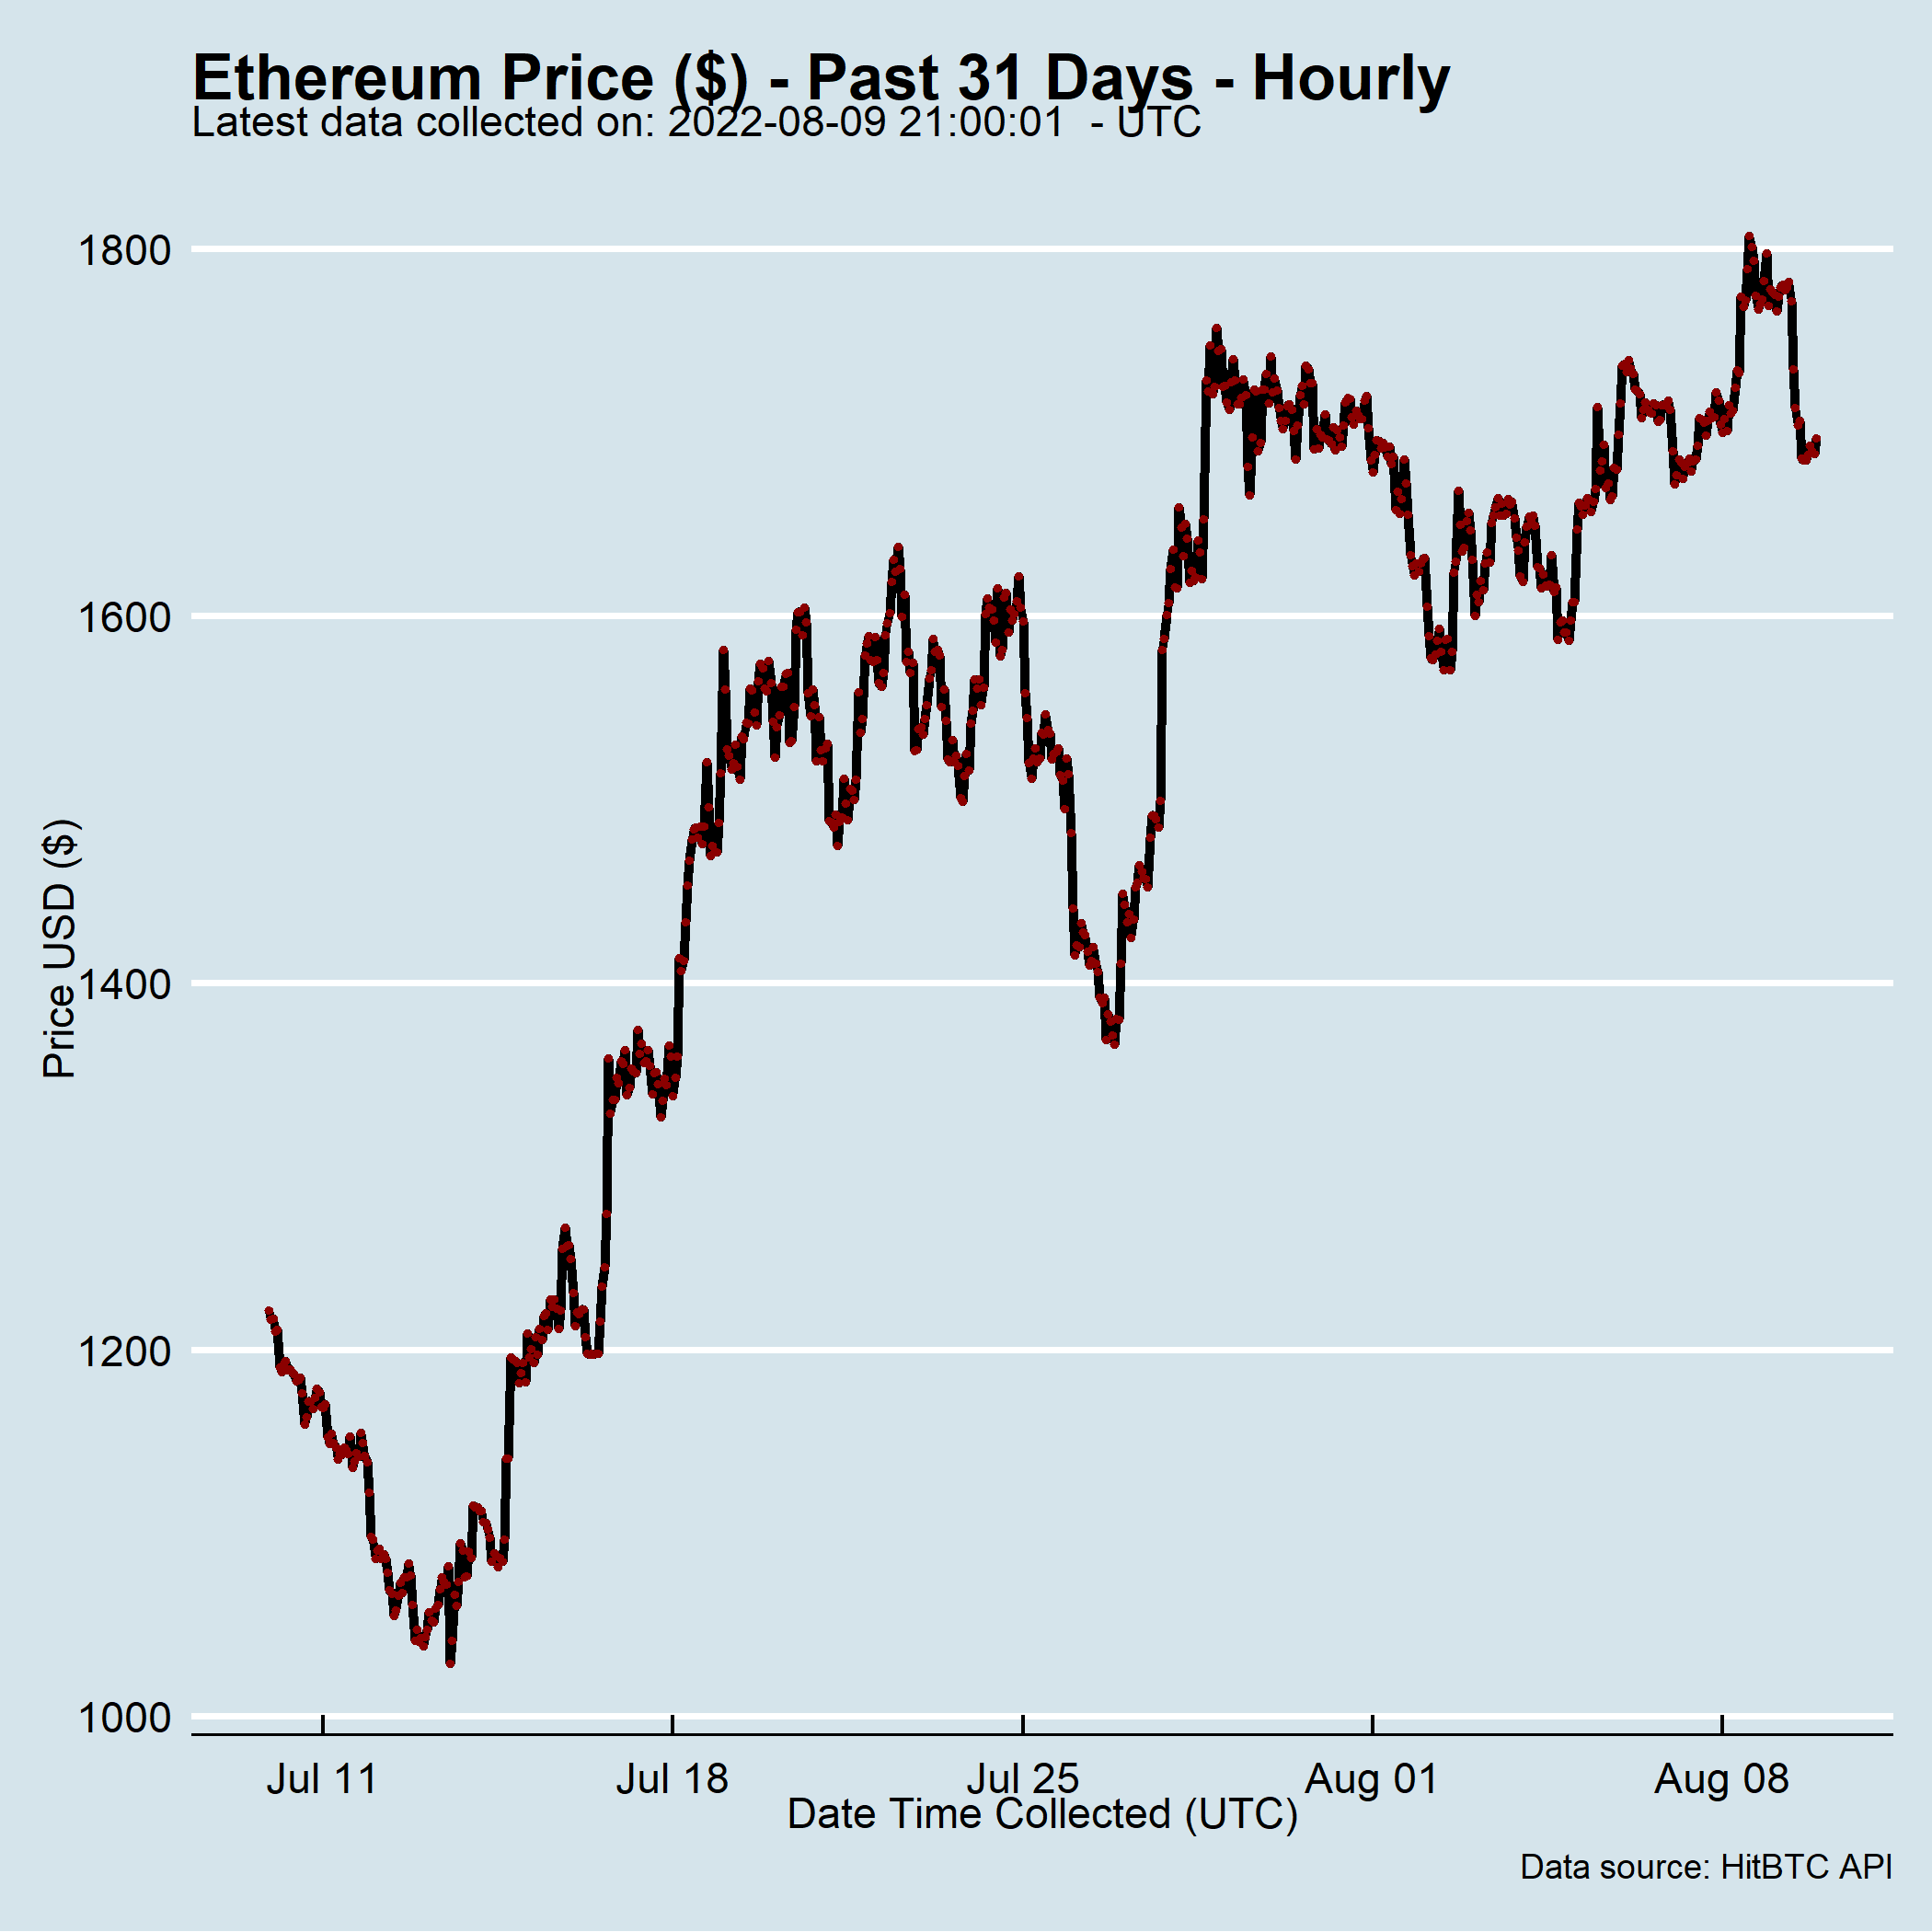 Ethereum Price ($) - Past 31 Days - Hourly
Latest data collected on: 2022-08-09 21:00:01  - UTC
Price USD ($)
1800
1600
1400
1200
1000
Jul 11 Jul 18 Jul 25 Aug 01 Aug 08
Date Time Collected (UTC)
Data source: HitBTC API